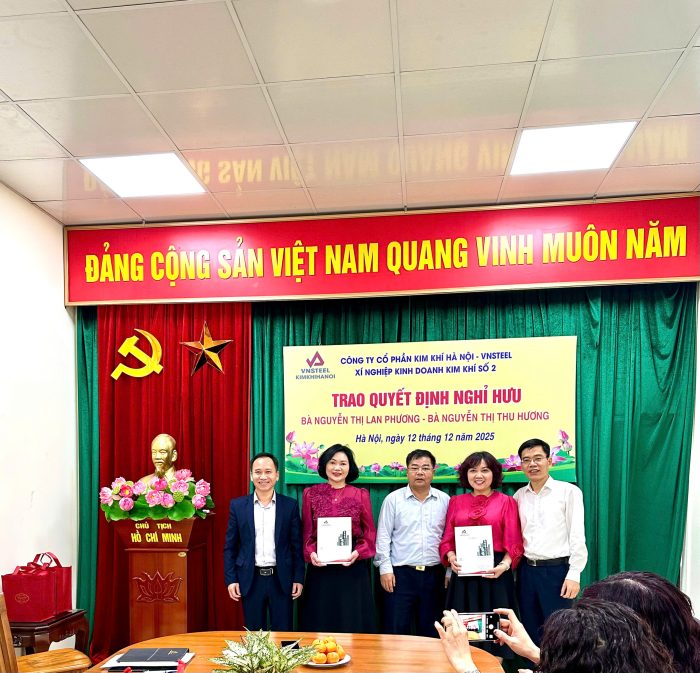 ĐẢNG CỘNG SẢN VIỆT NAM QUANG VINH MUÔN NĂM
VNSTEEL
KIMKHIHANOI
CÔNG TY CỔ PHẦN KIM KHÍ HÀ NỘI - VNSTEEL
XÍ NGHIỆP KINH DOANH KIM KHÍ SỐ 2
TRAO QUYẾT ĐỊNH NGHỈ HƯU
BÀ NGUYỄN THỊ LAN PHƯƠNG - BÀ NGUYỄN THỊ THU HƯƠNG
Hà Nội, ngày 12 tháng 12 năm 2025
CHỦ TỊCH
HỒ CHÍ MINH